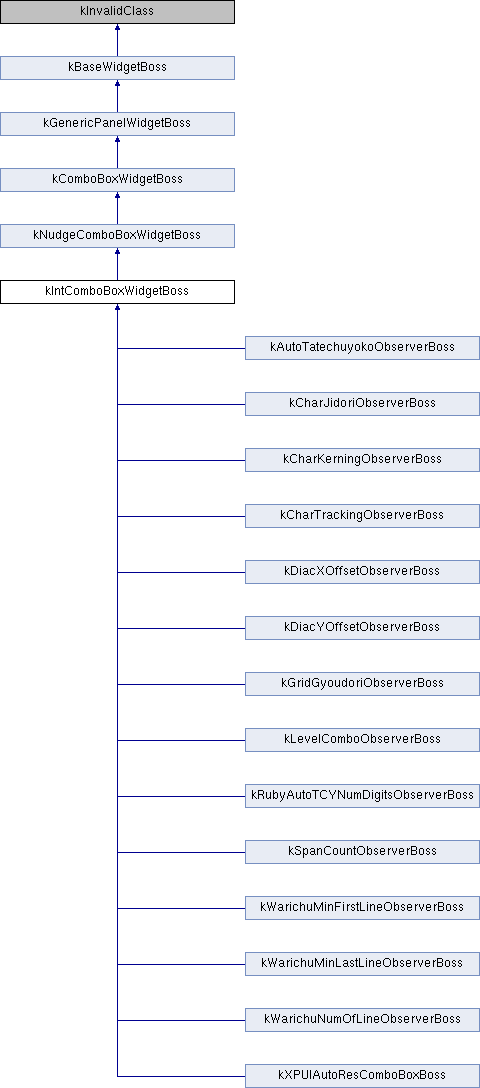 kInvalidClass
kBaseWidgetBoss
kGenericPanelWidgetBoss
kComboBoxWidgetBoss
kNudgeComboBoxWidgetBoss
kIntComboBoxWidgetBoss
kAutoTatechuyokoObserverBoss
kCharJidoriObserverBoss
kCharKerningObserverBoss
kCharTrackingObserverBoss
kDiacXOffsetObserverBoss
kDiacYOffsetObserverBoss
kGridGyoudoriObserverBoss
kLevelComboObserverBoss
kRubyAutoTCYNumDigitsObserverBoss
kSpanCountObserverBoss
kWarichuMinFirstLineObserverBoss
kWarichuMinLastLineObserverBoss
kWarichuNumOfLineObserverBoss
kXPUIAutoResComboBoxBoss